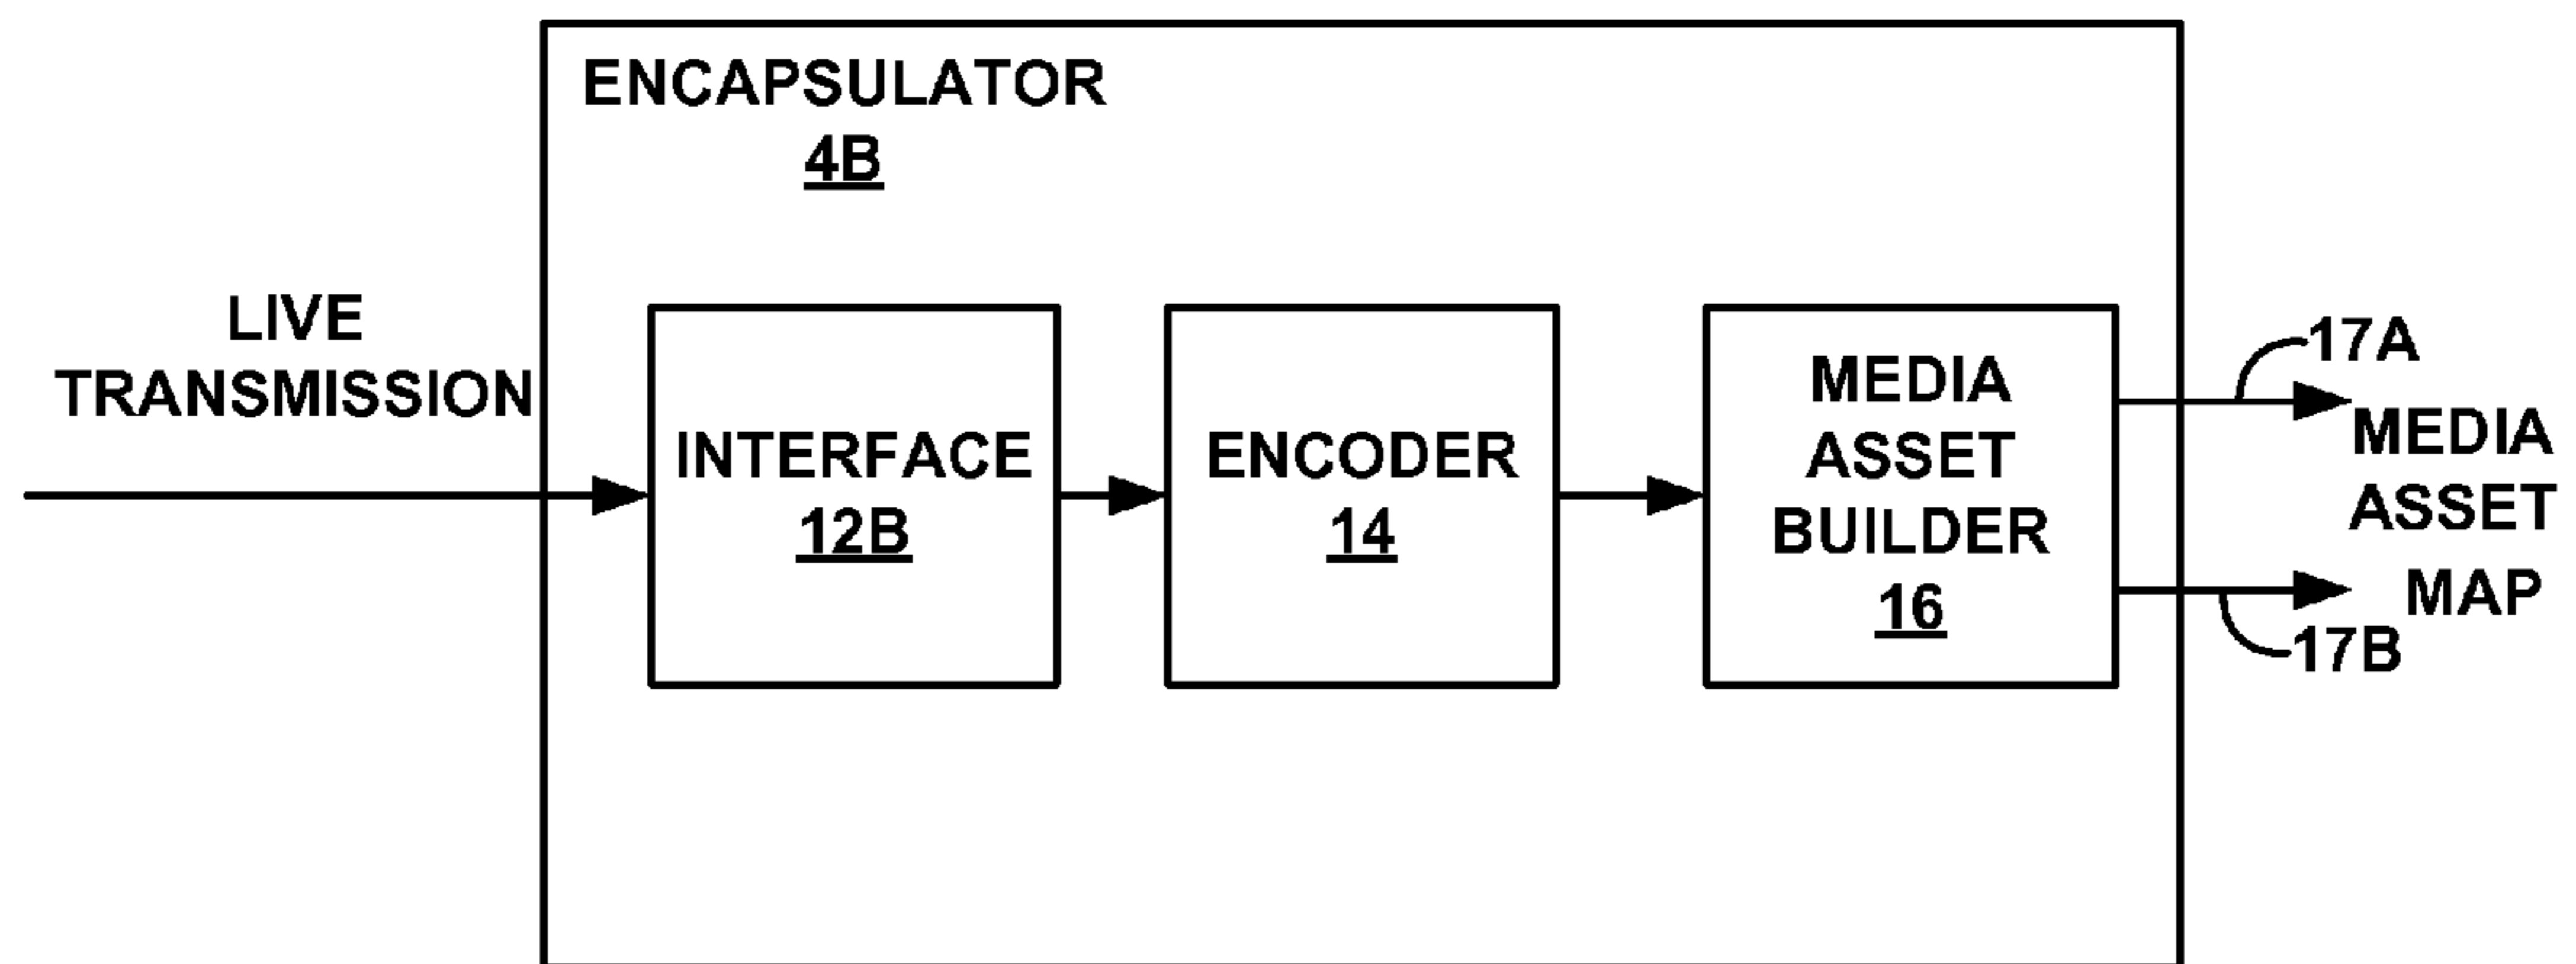 ENCAPSULATOR
4B
LIVE
TRANSMISSION
INTERFACE
12B
ENCODER
14
MEDIA
ASSET
BUILDER
16
17A
MEDIA
ASSET
MAP
17B